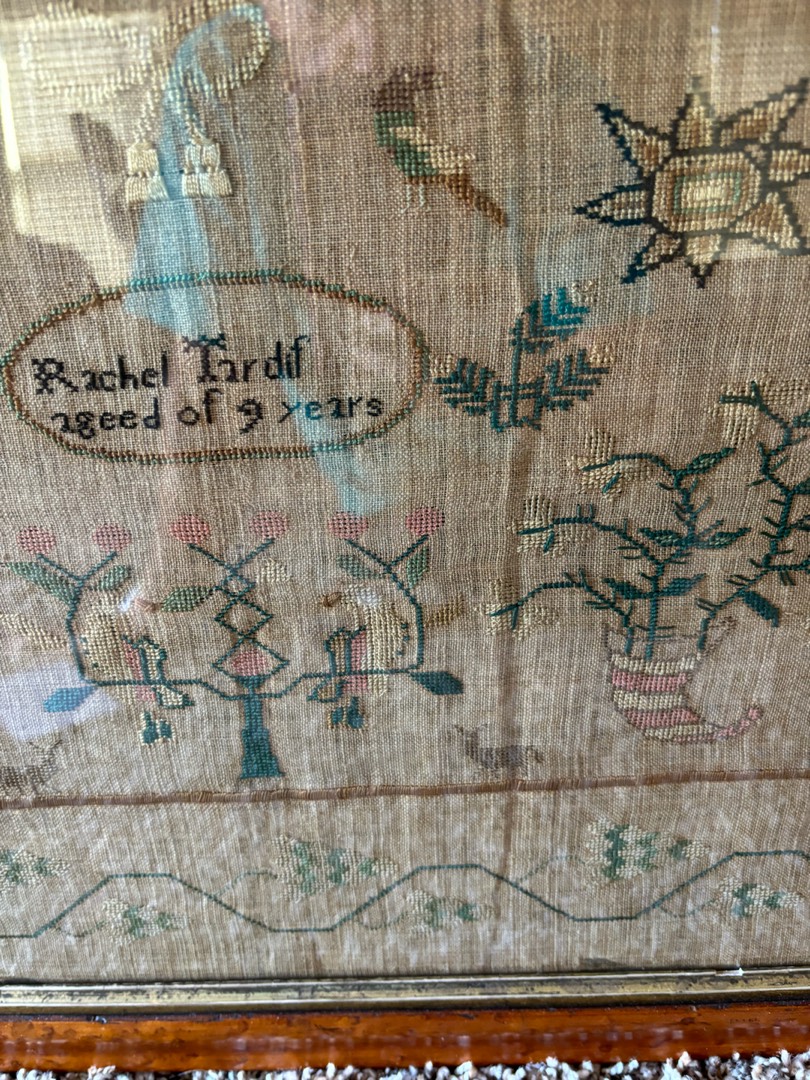 Rachel Tardif
ageed of 9 years